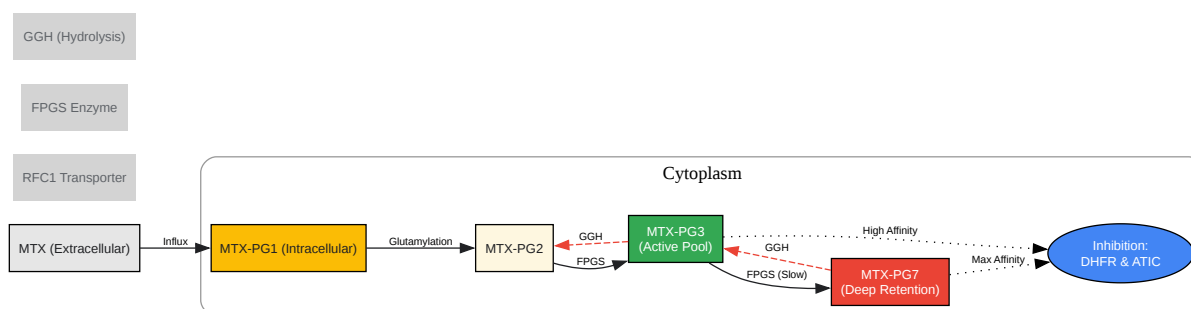 GGH (Hydrolysis)
FPGS Enzyme
RFC1 Transporter
Cytoplasm
MTX (Extracellular)
Influx
MTX-PG1 (Intracellular)
Glutamylation
MTX-PG2
GGH
FPGS
MTX-PG3
(Active Pool)
GGH
FPGS (Slow)
MTX-PG7
(Deep Retention)
High Affinity
Max Affinity
Inhibition:
DHFR & ATIC